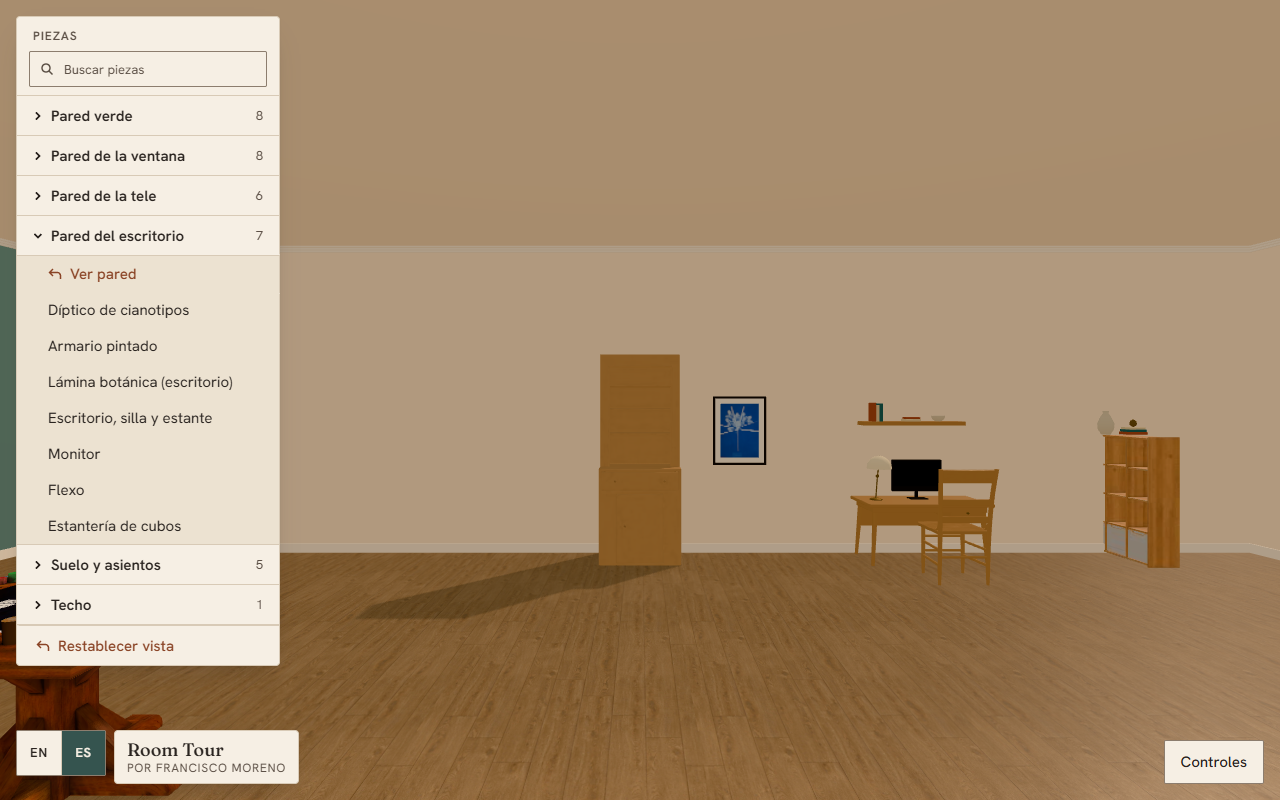 PIEZAS
Buscar piezas
Pared verde 8
Pared de la ventana 8
Pared de la tele 6
Pared del escritorio 7
Ver pared
Díptico de cianotipos
Armario pintado
Lámina botánica (escritorio)
Escritorio, silla y estante
Monitor
Flexo
Estantería de cubos
Suelo y asientos 5
Techo 1
Restablecer vista
EN ES
Room Tour
POR FRANCISCO MORENO
Controles